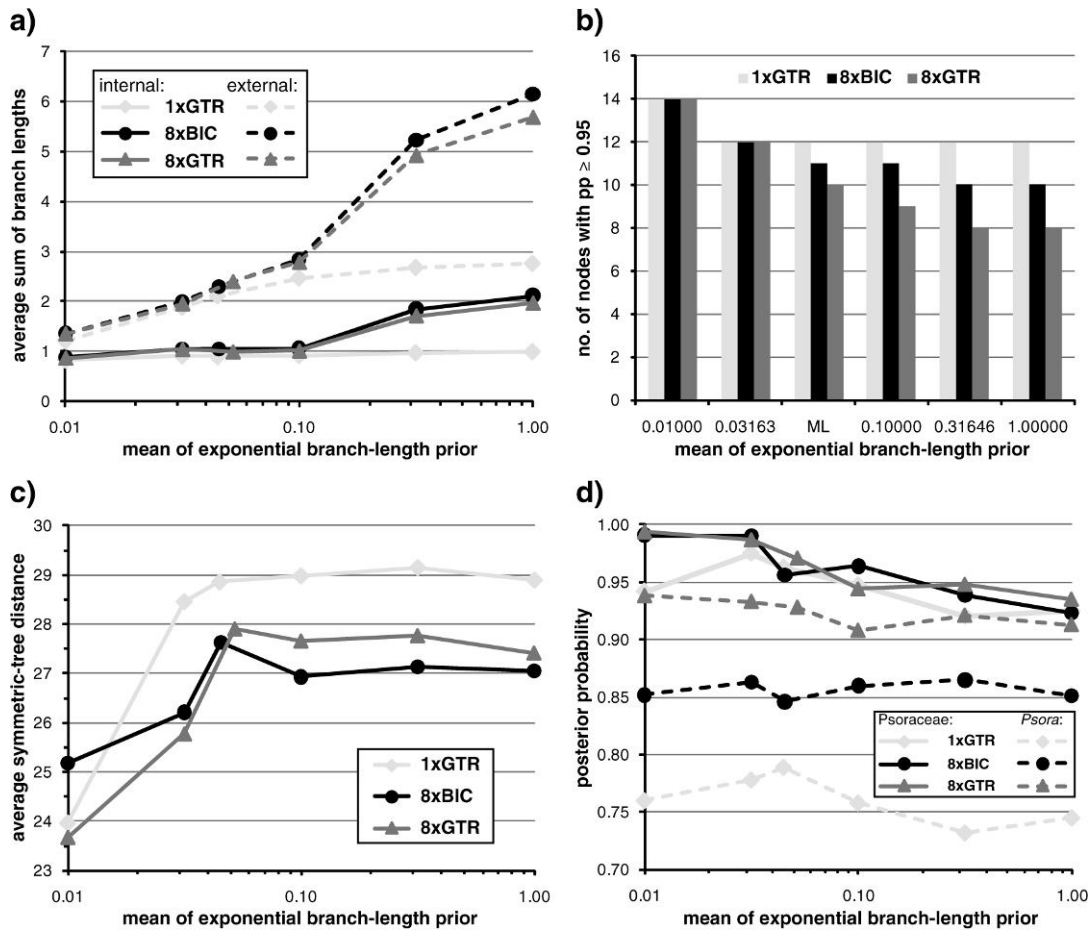 a)
average sum of branch lengths
7
6
5
4
3
2
1
0
internal: external:
1xGTR
8xBIC
8xGTR
0.01 0.10 1.00
mean of exponential branch-length prior
b)
no. of nodes with pp ≥ 0.95
16
14
12
10
8
6
4
2
0
1xGTR 8xBIC 8xGTR
0.01000 0.03163 ML 0.10000 0.31646 1.00000
mean of exponential branch-length prior
c)
average symmetric-tree distance
30
29
28
27
26
25
24
23
1xGTR
8xBIC
8xGTR
0.01 0.10 1.00
mean of exponential branch-length prior
d)
posterior probability
1.00
0.95
0.90
0.85
0.80
0.75
0.70
Psoraceae: Psora:
1xGTR
8xBIC
8xGTR
0.01 0.10 1.00
mean of exponential branch-length prior